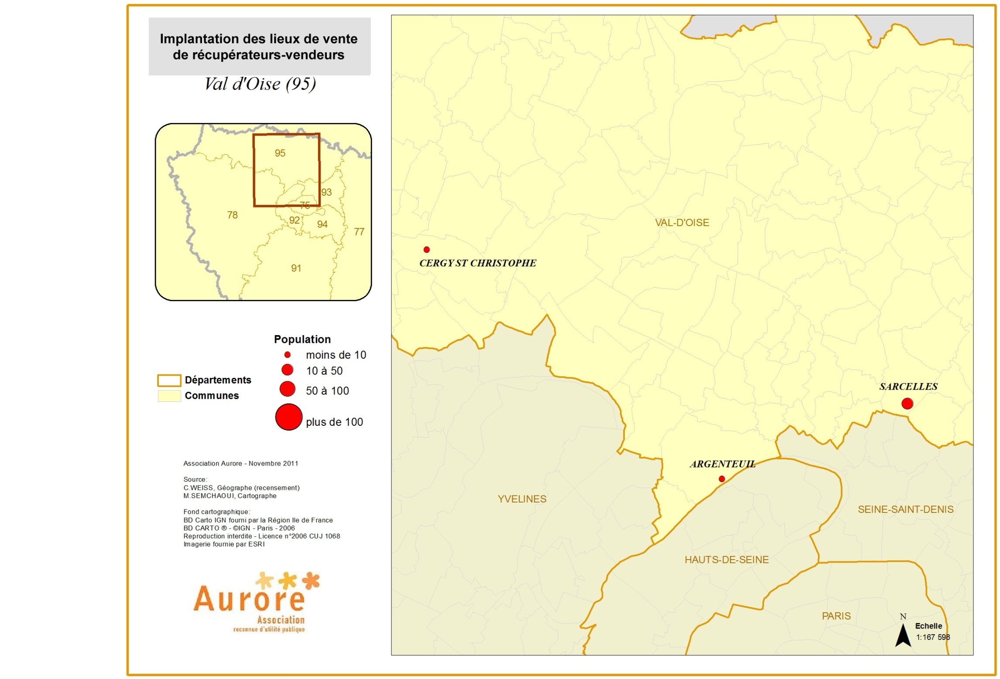 Implantation des lieux de vente
de récupérateurs-vendeurs
Val d'Oise (95)
95
93
75
78
92
94
77
91
Population
moins de 10
10 à 50
50 à 100
plus de 100
Départements
Communes
Association Aurore - Novembre 2011
Source:
C.WEISS, Géographe (recensement)
M.SEMCHAOUI, Cartographe
Fond cartographique:
BD Carto IGN fourni par la Région Ile de France
BD CARTO ® - ©IGN - Paris - 2006
Reproduction interdite - Licence n°2006 CUJ 1068
Imagerie fournie par ESRI
Aurore
Association
reconnue d'utilité publique
VAL-D'OISE
CERGY ST CHRISTOPHE
SARCELLES
ARGENTEUIL
YVELINES
SEINE-SAINT-DENIS
HAUTS-DE-SEINE
PARIS
N
Echelle
1:167 598